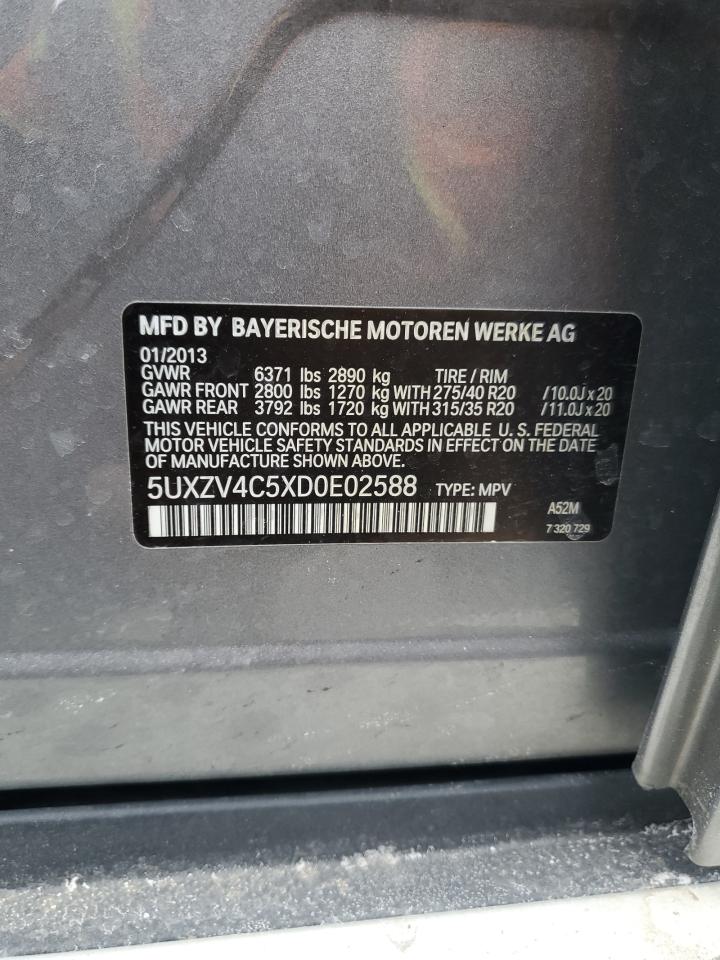 MFD BY BAYERISCHE MOTOREN WERKE AG
01/2013
GVWR 6371 lbs 2890 kg TIRE / RIM
GAWR FRONT 2800 lbs 1270 kg WITH 275/40 R20 /10.0J x 20
GAWR REAR 3792 lbs 1720 kg WITH 315/35 R20 /11.0J x 20
THIS VEHICLE CONFORMS TO ALL APPLICABLE U. S. FEDERAL
MOTOR VEHICLE SAFETY STANDARDS IN EFFECT ON THE DATE
OF MANUFACTURE SHOWN ABOVE.
5UXZV4C5XD0E02588 TYPE: MPV
A52M
7 320 729